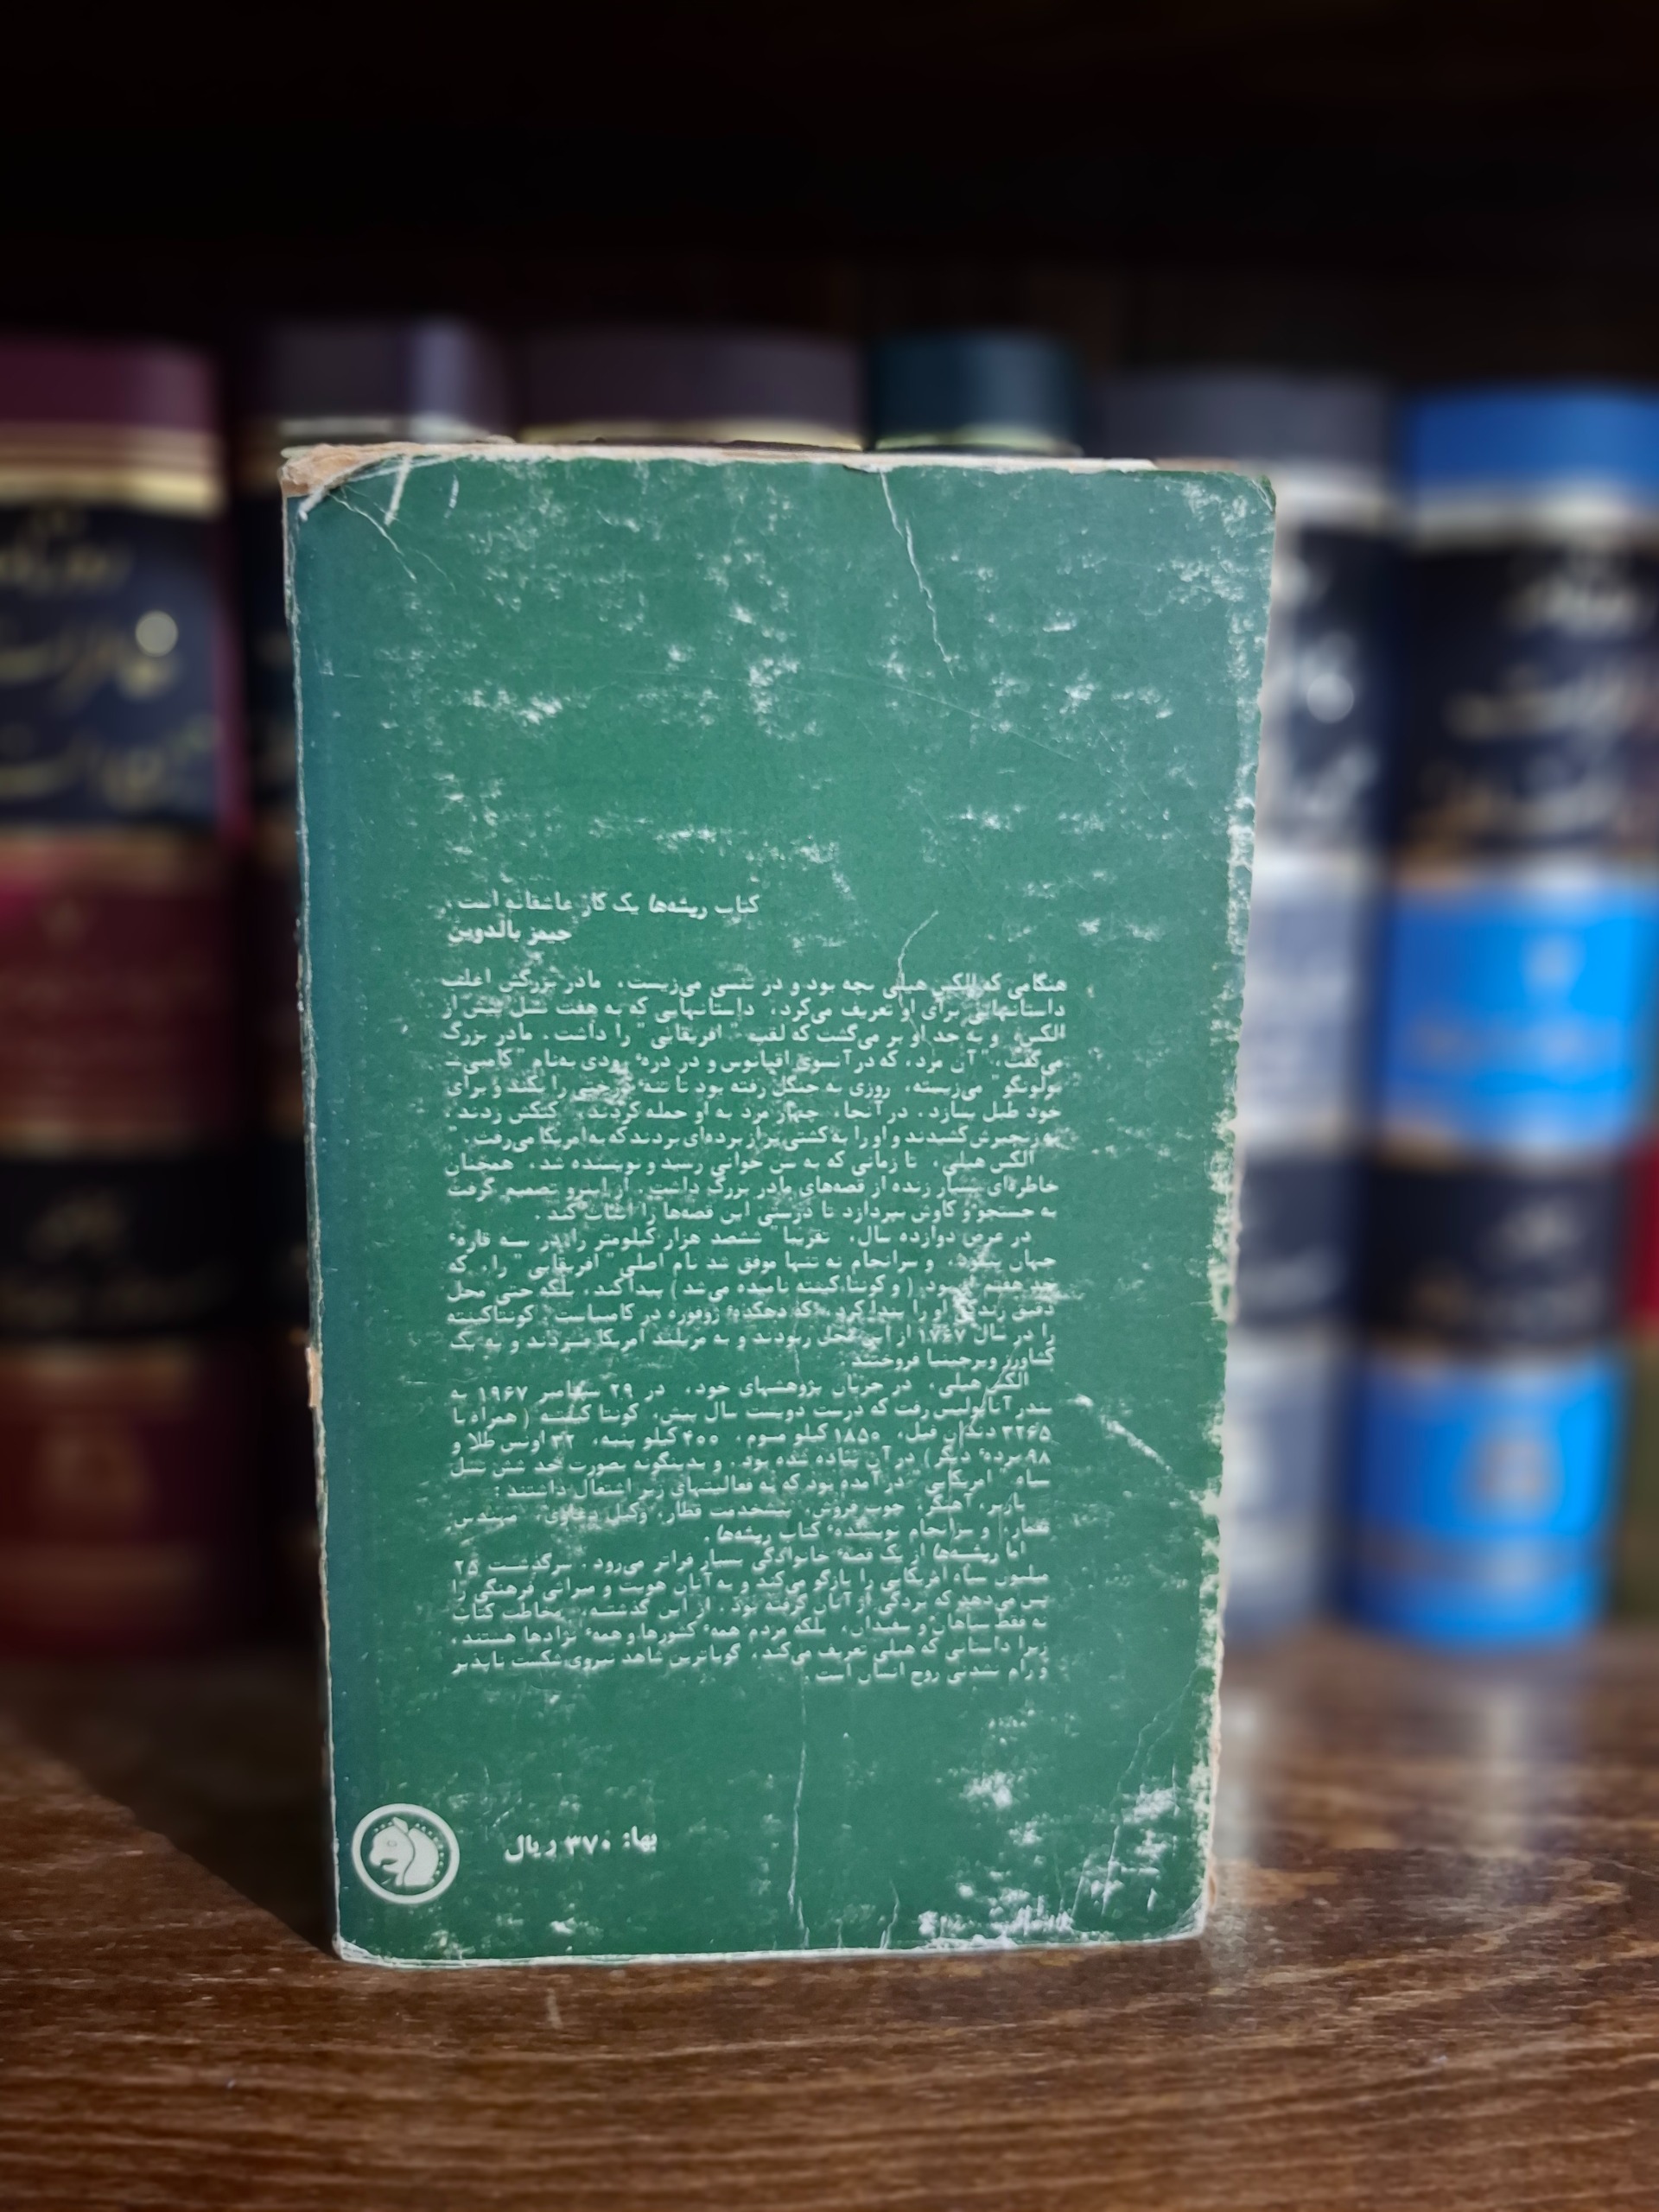 کتاب ریشه‌ها یک کار عاشقانه است.
جیمز بالدوین
هنگامی که الکس هیلی بچه بود و در تنسی می‌زیست، مادر بزرگش اغلب
داستانهایی برای او تعریف می‌کرد، داستانهایی که به هفت نسل پیش از
الکس، و به جد او بر می‌گشت که لقب "افریقایی" را داشت. مادر بزرگ
می‌گفت، "آن مرد، که در آنسوی اقیانوس و در درهٔ رودی به‌نام "کامبی-
بولونگو" می‌زیسته، روزی به جنگل رفته بود تا تنه درختی را بکند و برای
خود طبل بسازد. در آنجا، چهار مرد به او حمله کردند، کتکش زدند،
به زنجیرش کشیدند و او را به کشتی پر از برده‌ای بردند که به امریکا می‌رفت."
الکس هیلی، تا زمانی که به سن جوانی رسید و نویسنده شد، همچنان
خاطره‌ای بسیار زنده از قصه‌های مادر بزرگ داشت. از اینرو تصمیم گرفت
به جستجو و کاوش بپردازد تا درستی این قصه‌ها را اثبات کند.
در عرض دوازده سال، تقریباً ششصد هزار کیلومتر را در سه قارهٔ
جهان پیمود، و سرانجام نه تنها موفق شد نام اصلی "افریقایی" را، که
جد هفتمش بود، (و کونتا کینته نامیده می‌شد) پیدا کند، بلکه حتی محل
دقیق زندگی او را پیدا کرد، که دهکدهٔ ژوفوره در گامبیاست. کونتا کینته
را در سال ۱۷۶۷ از این محل ربودند و به مریلند امریکا بردند و به یک
کشاورز ویرجینیا فروختند.
الکس هیلی، در جریان پژوهشهای خود، در ۲۹ سپتامبر ۱۹۶۷ به
بندر آناپولیس رفت که درست دویست سال پیش، کونتا کینته (همراه با
۳۲۶۵ دندان فیل، ۱۸۵۰ کیلو موم، ۴۰۰ کیلو پنبه، ۳۲ اونس طلا و
۹۸ بردهٔ دیگر) در آن پیاده شده بود، و بدینگونه بصورت جد شش نسل
سیاه امریکایی در آمده بود که به فعالیتهای زیر اشتغال داشتند:
باربر، آهنگر، چوب فروش، پیشخدمت قطار، وکیل دعاوی، مهندس
معمار، و سرانجام نویسندهٔ کتاب ریشه‌ها.
اما ریشه‌ها از یک قصهٔ خانوادگی بسیار فراتر می‌رود. سرگذشت ۲۵
میلیون سیاه امریکایی را بازگو می‌کند و به آنان هویت و میراثی فرهنگی را
پس می‌دهد که بردگی از آنان گرفته بود. از این گذشته، مخاطب کتاب
نه فقط سیاهان و سفیدان، بلکه مردم همهٔ کشورها و همهٔ نژادها هستند،
زیرا داستانی که هیلی تعریف می‌کند، گویاترین شاهد نیروی شکست ناپذیر
و رام نشدنی روح انسان است.
بها: ۳۷۰ ریال